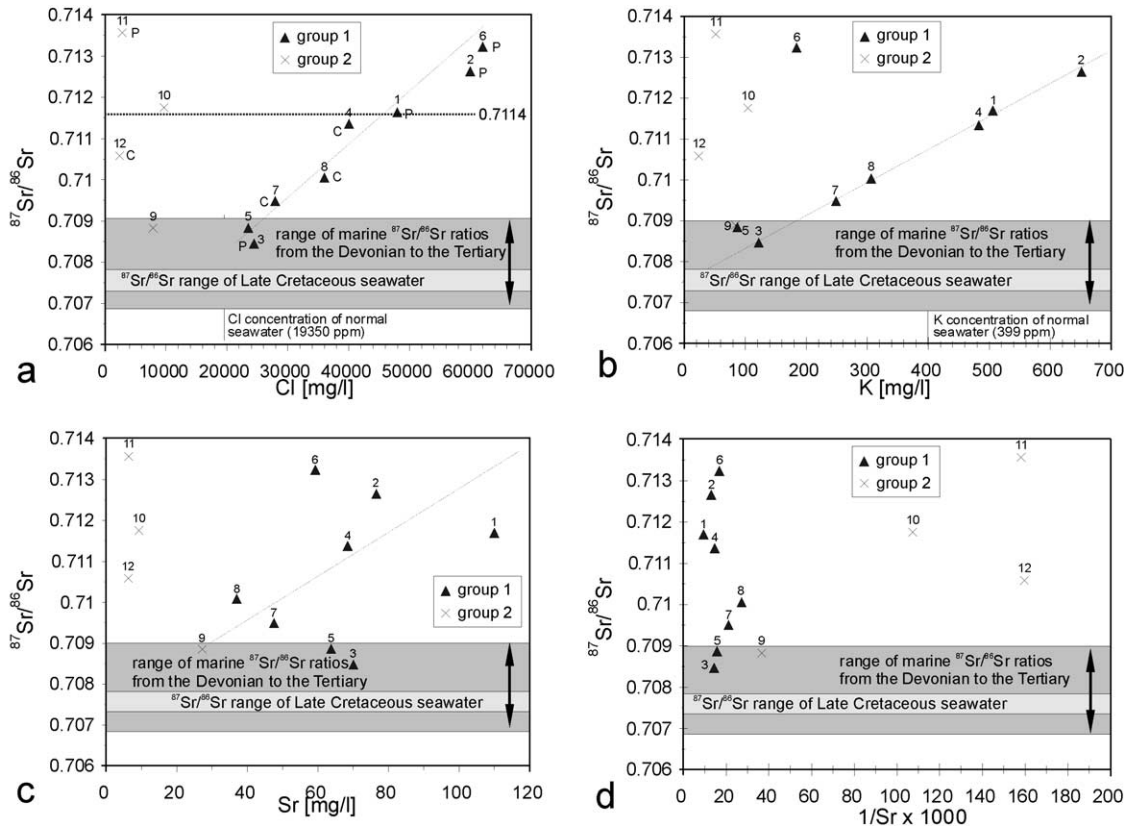 0.714
0.713
0.712
0.711
0.71
0.709
0.708
0.707
0.706
⁸⁷Sr/⁸⁶Sr
11
P
10
12
C
9
group 1
group 2
6
P
2
P
1
P
4
C
0.7114
8
C
7
C
5
P
3
range of marine ⁸⁷Sr/⁸⁶Sr ratios
from the Devonian to the Tertiary
⁸⁷Sr/⁸⁶Sr range of Late Cretaceous seawater
Cl concentration of normal
seawater (19350 ppm)
0 10000 20000 30000 40000 50000 60000 70000
Cl [mg/l]
a
0.714
0.713
0.712
0.711
0.71
0.709
0.708
0.707
0.706
⁸⁷Sr/⁸⁶Sr
11
6
group 1
group 2
2
10
1
4
12
8
7
9
5
3
range of marine ⁸⁷Sr/⁸⁶Sr ratios
from the Devonian to the Tertiary
⁸⁷Sr/⁸⁶Sr range of Late Cretaceous seawater
K concentration of normal
seawater (399 ppm)
0 100 200 300 400 500 600 700
K [mg/l]
b
0.714
0.713
0.712
0.711
0.71
0.709
0.708
0.707
0.706
⁸⁷Sr/⁸⁶Sr
11
6
2
10
1
4
12
8
group 1
group 2
7
9
5
3
range of marine ⁸⁷Sr/⁸⁶Sr ratios
from the Devonian to the Tertiary
⁸⁷Sr/⁸⁶Sr range of Late Cretaceous seawater
0 20 40 60 80 100 120
Sr [mg/l]
c
0.714
0.713
0.712
0.711
0.71
0.709
0.708
0.707
0.706
⁸⁷Sr/⁸⁶Sr
6
group 1
group 2
11
2
1
4
10
12
8
7
5
9
3
range of marine ⁸⁷Sr/⁸⁶Sr ratios
from the Devonian to the Tertiary
⁸⁷Sr/⁸⁶Sr range of Late Cretaceous seawater
0 20 40 60 80 100 120 140 160 180 200
1/Sr x 1000
d